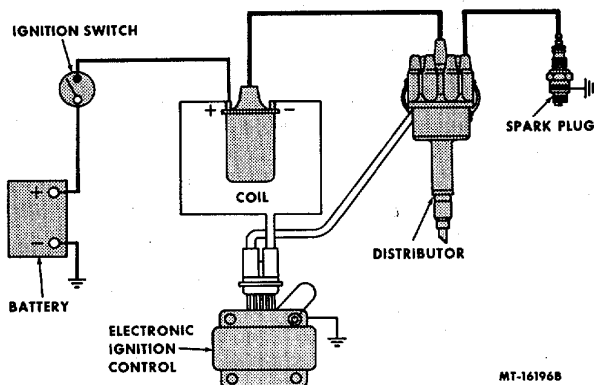 IGNITION SWITCH
+
−
COIL
SPARK PLUG
+
−
BATTERY
DISTRIBUTOR
ELECTRONIC
IGNITION
CONTROL
MT-16196B